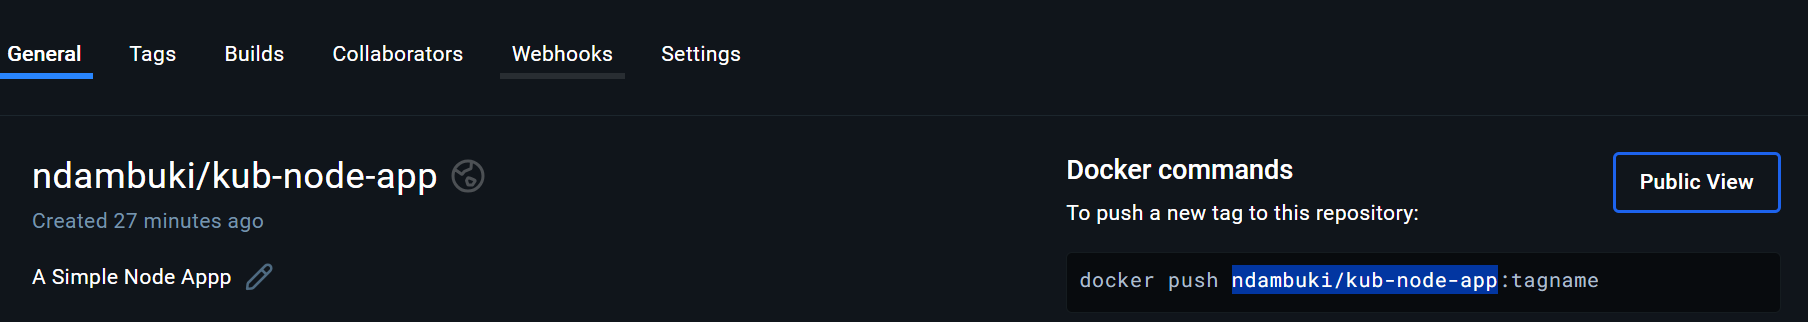 General Tags Builds Collaborators Webhooks Settings
ndambuki/kub-node-app
Created 27 minutes ago
A Simple Node Appp
Docker commands
Public View
To push a new tag to this repository:
docker push ndambuki/kub-node-app:tagname